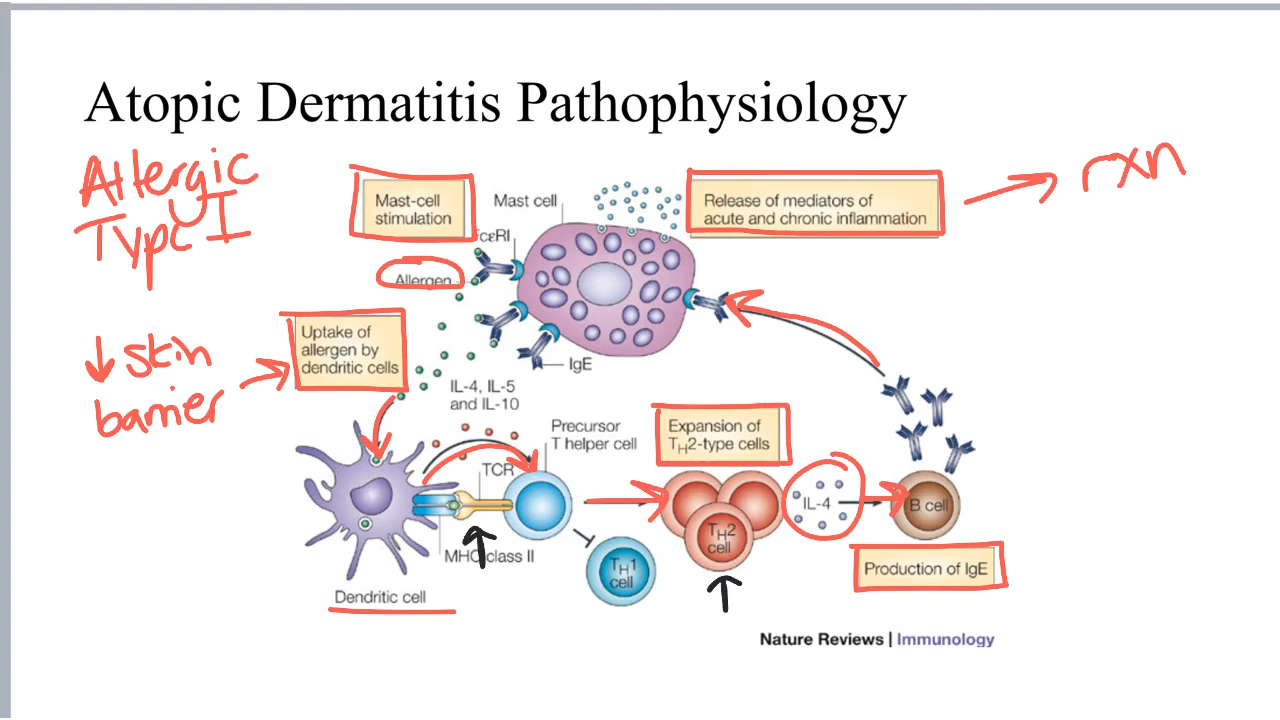 Atopic Dermatitis Pathophysiology
Allergic
Type I
Mast-cell
stimulation
Mast cell
Release of mediators of
acute and chronic inflammation
rxn
FcεRI
Allergen
↓ skin
barrier
Uptake of
allergen by
dendritic cells
IgE
IL-4, IL-5
and IL-10
Precursor
T helper cell
Expansion of
TH2-type cells
TCR
IL-4
B cell
TH2
cell
MHC class II
TH1
cell
Production of IgE
Dendritic cell
Nature Reviews | Immunology